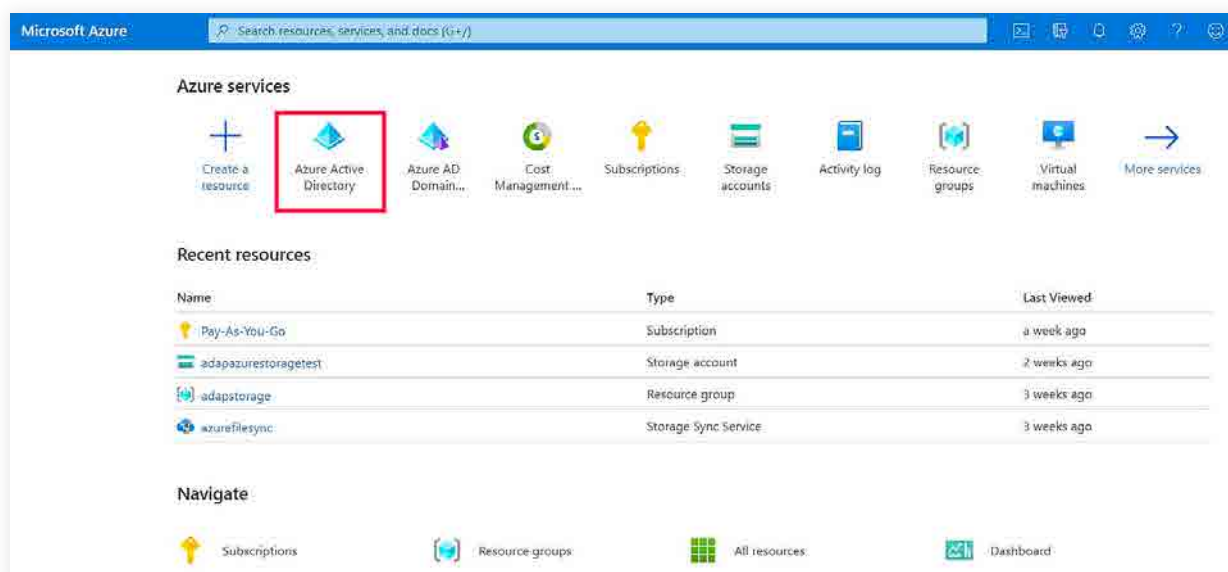 Microsoft Azure
Search resources, services, and docs (G+/)
Azure services
Create a resource
Azure Active Directory
Azure AD Domain...
Cost Management ...
Subscriptions
Storage accounts
Activity log
Resource groups
Virtual machines
More services
Recent resources
Name Type Last Viewed
Pay-As-You-Go Subscription a week ago
adapazurestoragetest Storage account 2 weeks ago
adapstorage Resource group 3 weeks ago
azurefilesync Storage Sync Service 3 weeks ago
Navigate
Subscriptions Resource groups All resources Dashboard